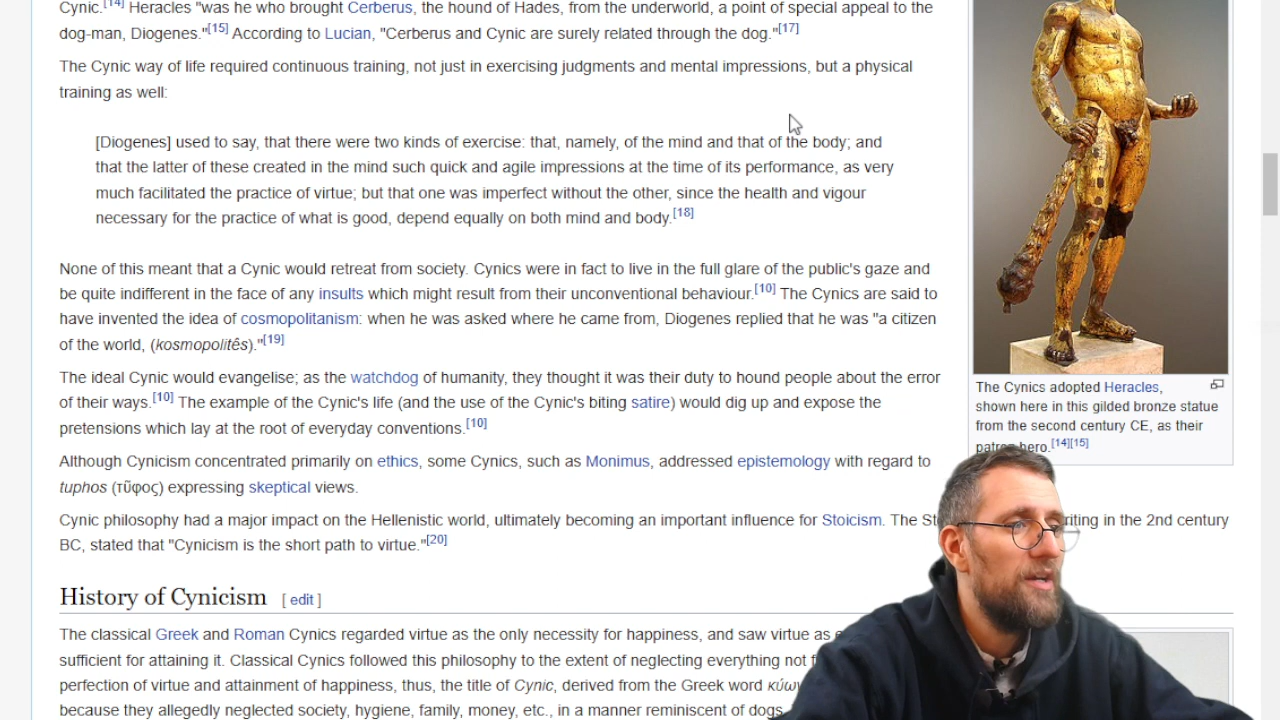 Cynic.[14] Heracles "was he who brought Cerberus, the hound of Hades, from the underworld, a point of special appeal to the
dog-man, Diogenes."[15] According to Lucian, "Cerberus and Cynic are surely related through the dog."[17]
The Cynic way of life required continuous training, not just in exercising judgments and mental impressions, but a physical
training as well:
[Diogenes] used to say, that there were two kinds of exercise: that, namely, of the mind and that of the body; and
that the latter of these created in the mind such quick and agile impressions at the time of its performance, as very
much facilitated the practice of virtue; but that one was imperfect without the other, since the health and vigour
necessary for the practice of what is good, depend equally on both mind and body.[18]
None of this meant that a Cynic would retreat from society. Cynics were in fact to live in the full glare of the public's gaze and
be quite indifferent in the face of any insults which might result from their unconventional behaviour.[10] The Cynics are said to
have invented the idea of cosmopolitanism: when he was asked where he came from, Diogenes replied that he was "a citizen
of the world, (kosmopolitês)."[19]
The ideal Cynic would evangelise; as the watchdog of humanity, they thought it was their duty to hound people about the error
of their ways.[10] The example of the Cynic's life (and the use of the Cynic's biting satire) would dig up and expose the
pretensions which lay at the root of everyday conventions.[10]
Although Cynicism concentrated primarily on ethics, some Cynics, such as Monimus, addressed epistemology with regard to
tuphos (τῦφος) expressing skeptical views.
Cynic philosophy had a major impact on the Hellenistic world, ultimately becoming an important influence for Stoicism. The in the 2nd century
BC, stated that "Cynicism is the short path to virtue."[20]
The Cynics adopted Heracles,
shown here in this gilded bronze statue
from the second century CE, as their
patron hero.[14][15]
History of Cynicism [ edit ]
The classical Greek and Roman Cynics regarded virtue as the only necessity for happiness, and saw virtue as
sufficient for attaining it. Classical Cynics followed this philosophy to the extent of neglecting everything not
perfection of virtue and attainment of happiness, thus, the title of Cynic, derived from the Greek word
because they allegedly neglected society, hygiene, family, money, etc., in a manner reminiscent of dogs.